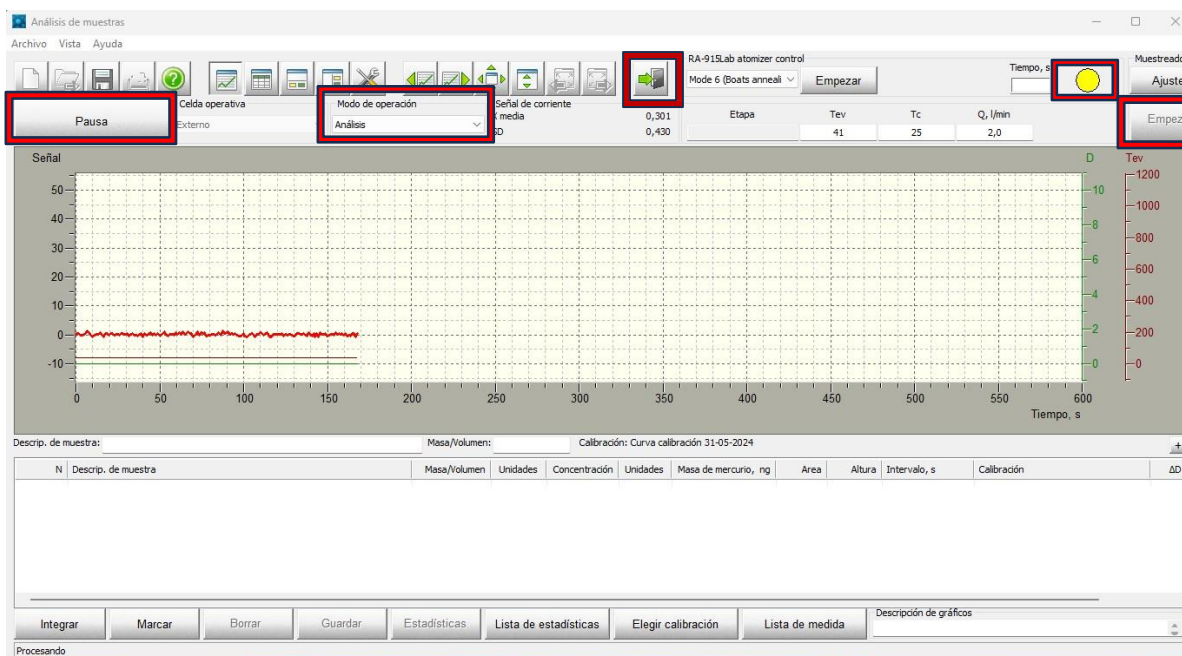 Análisis de muestras
Archivo Vista Ayuda
RA-915Lab atomizer control
Mode 6 (Boats anneali
Empezar
Tiempo, s
Muestreado
Ajuste
Pausa
Celda operativa
Externo
Modo de operación
Análisis
Señal de corriente
X media 0,301
SD 0,430
Etapa Tev Tc Q, l/min
41 25 2,0
Empez
Señal D Tev
50
40
30
20
10
0
-10
10
8
6
4
2
0
1200
1000
800
600
400
200
0
0 50 100 150 200 250 300 350 400 450 500 550 600
Tiempo, s
Descrip. de muestra: Masa/Volumen: Calibración: Curva calibración 31-05-2024 +
N Descrip. de muestra Masa/Volumen Unidades Concentración Unidades Masa de mercurio, ng Area Altura Intervalo, s Calibración ΔD
Integrar Marcar Borrar Guardar Estadísticas Lista de estadísticas Elegir calibración Lista de medida
Descripción de gráficos
Procesando